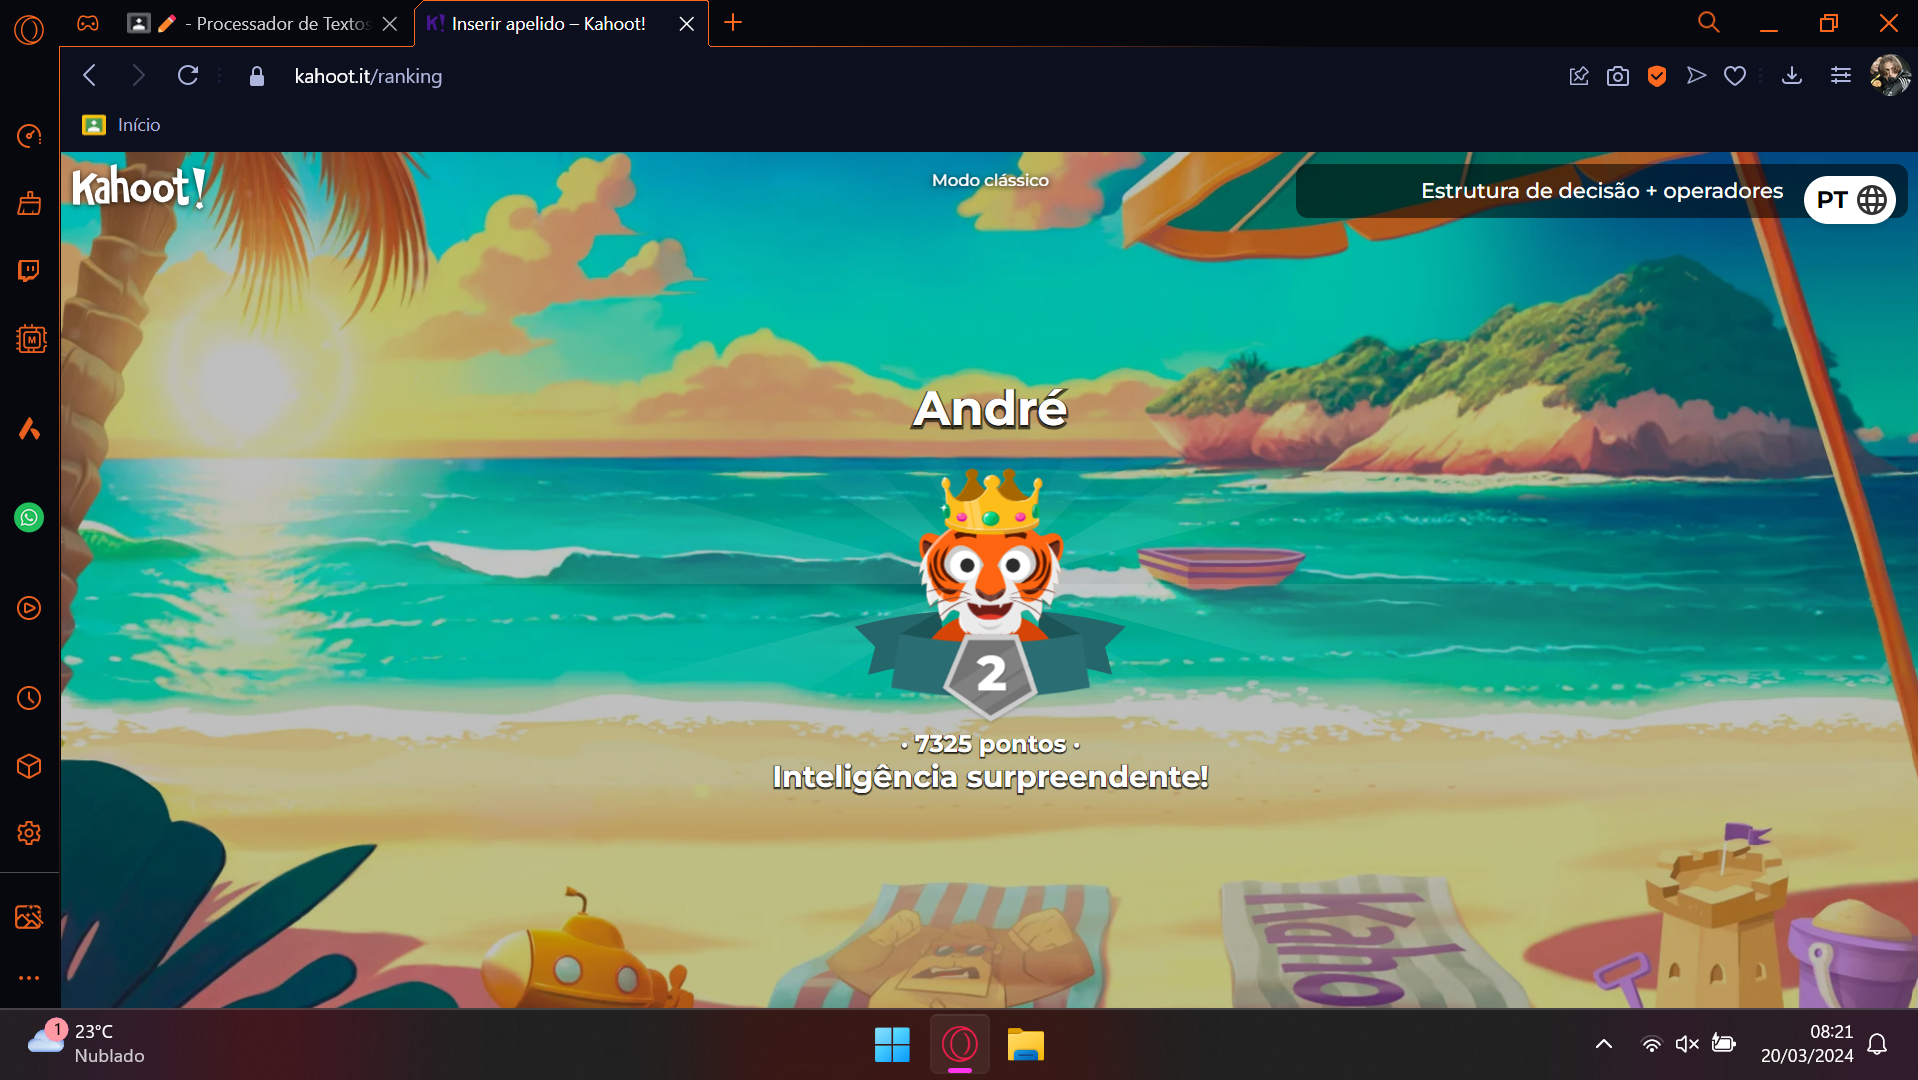 - Processador de Textos
K! Inserir apelido – Kahoot!
kahoot.it/ranking
Início
Kahoot!
Modo clássico
Estrutura de decisão + operadores
PT
André
2
· 7325 pontos ·
Inteligência surpreendente!
Kaho
M
1
23°C
Nublado
08:21
20/03/2024